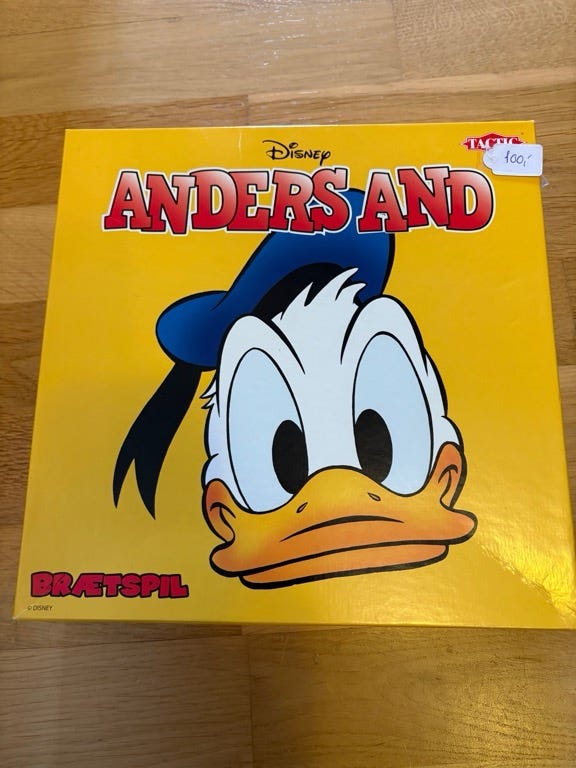 Disney
TACTIC
100,-
ANDERS AND
BRÆTSPIL
© DISNEY